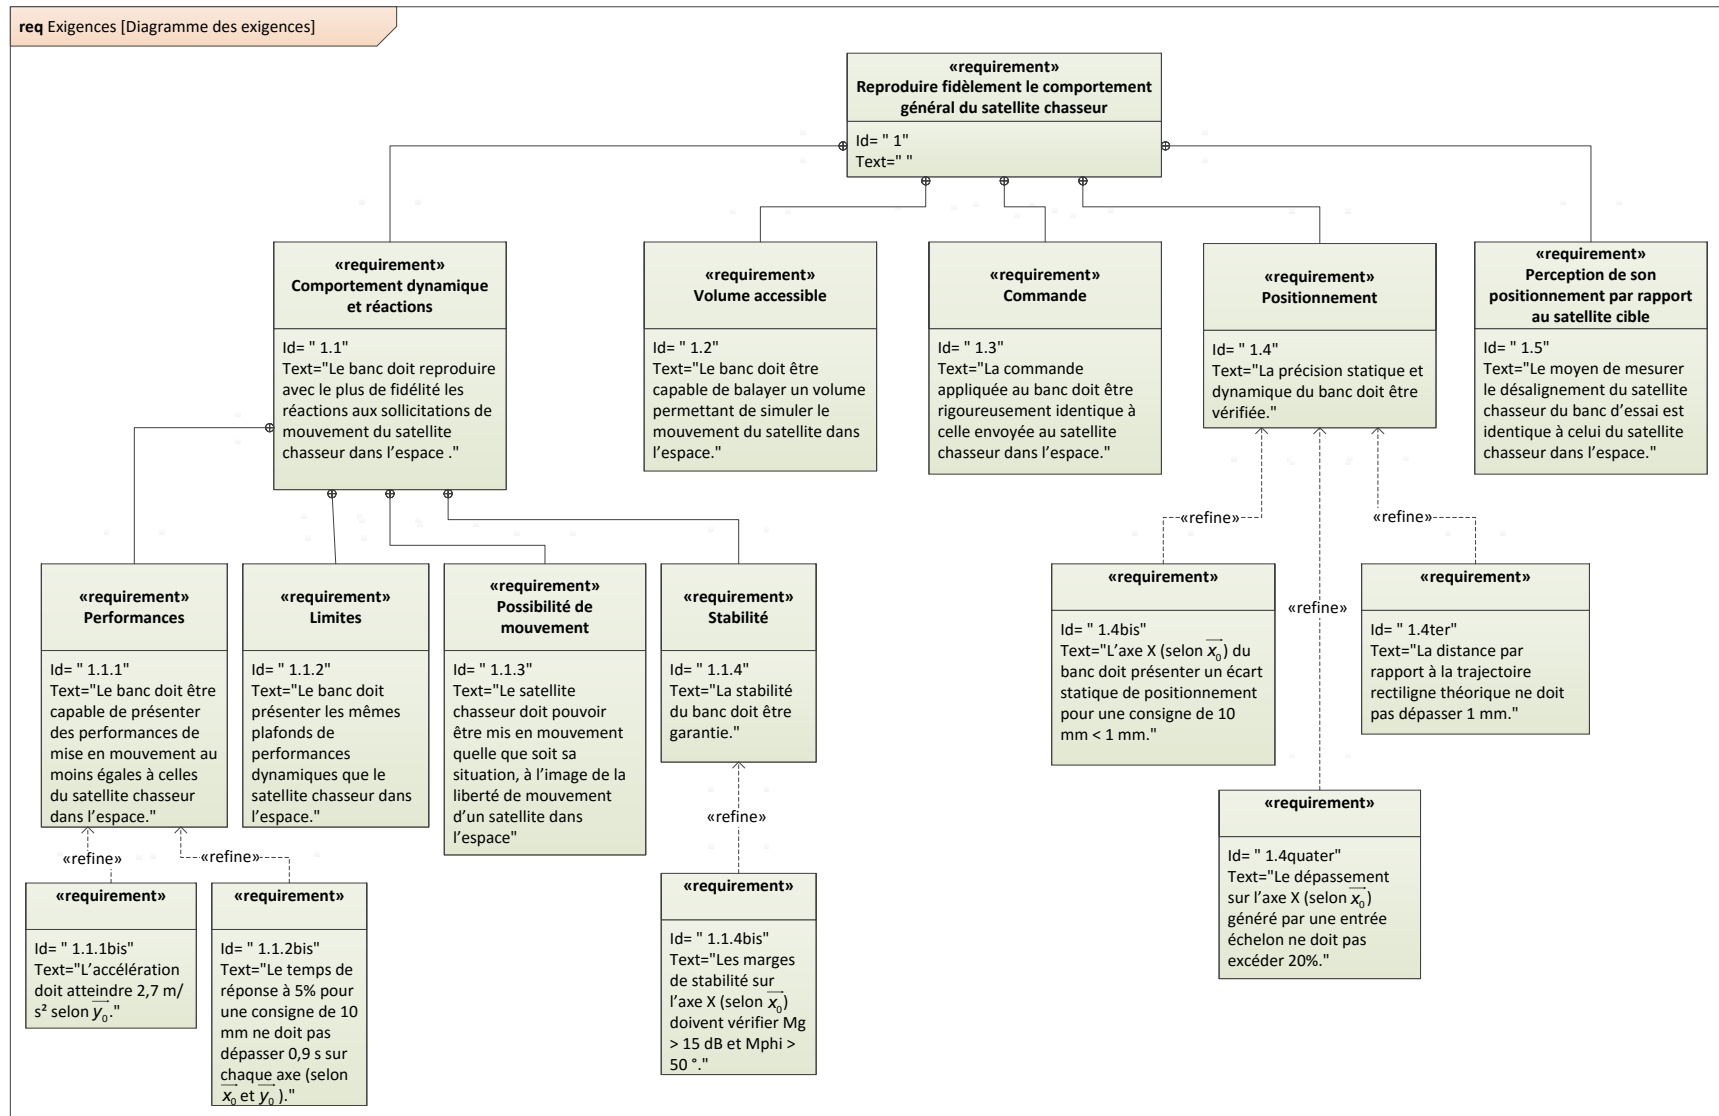 req Exigences [Diagramme des exigences]
«requirement»
Reproduire fidèlement le comportement
général du satellite chasseur
Id= " 1"
Text=" "
«requirement»
Comportement dynamique
et réactions
Id= " 1.1"
Text="Le banc doit reproduire
avec le plus de fidélité les
réactions aux sollicitations de
mouvement du satellite
chasseur dans l’espace ."
«requirement»
Volume accessible
Id= " 1.2"
Text="Le banc doit être
capable de balayer un volume
permettant de simuler le
mouvement du satellite dans
l’espace."
«requirement»
Commande
Id= " 1.3"
Text="La commande
appliquée au banc doit être
rigoureusement identique à
celle envoyée au satellite
chasseur dans l’espace."
«requirement»
Positionnement
Id= " 1.4"
Text="La précision statique et
dynamique du banc doit être
vérifiée."
«requirement»
Perception de son
positionnement par rapport
au satellite cible
Id= " 1.5"
Text="Le moyen de mesurer
le désalignement du satellite
chasseur du banc d’essai est
identique à celui du satellite
chasseur dans l’espace."
«requirement»
Performances
Id= " 1.1.1"
Text="Le banc doit être
capable de présenter
des performances de
mise en mouvement au
moins égales à celles
du satellite chasseur
dans l’espace."
«requirement»
Limites
Id= " 1.1.2"
Text="Le banc doit
présenter les mêmes
plafonds de
performances
dynamiques que le
satellite chasseur dans
l’espace."
«requirement»
Possibilité de
mouvement
Id= " 1.1.3"
Text="Le satellite
chasseur doit pouvoir
être mis en mouvement
quelle que soit sa
situation, à l’image de la
liberté de mouvement
d’un satellite dans
l’espace"
«requirement»
Stabilité
Id= " 1.1.4"
Text="La stabilité
du banc doit être
garantie."
«refine»
«refine»
«refine»
«requirement»
Id= " 1.4bis"
Text="L’axe X (selon x₀) du
banc doit présenter un écart
statique de positionnement
pour une consigne de 10
mm < 1 mm."
«requirement»
Id= " 1.4ter"
Text="La distance par
rapport à la trajectoire
rectiligne théorique ne doit
pas dépasser 1 mm."
«requirement»
Id= " 1.4quater"
Text="Le dépassement
sur l’axe X (selon x₀)
généré par une entrée
échelon ne doit pas
excéder 20%."
«refine»
«refine»
«refine»
«requirement»
Id= " 1.1.1bis"
Text="L’accélération
doit atteindre 2,7 m/
s² selon y₀."
«requirement»
Id= " 1.1.2bis"
Text="Le temps de
réponse à 5% pour
une consigne de 10
mm ne doit pas
dépasser 0,9 s sur
chaque axe (selon
x₀ et y₀ )."
«requirement»
Id= " 1.1.4bis"
Text="Les marges
de stabilité sur
l’axe X (selon x₀)
doivent vérifier Mg
> 15 dB et Mphi >
50 °."